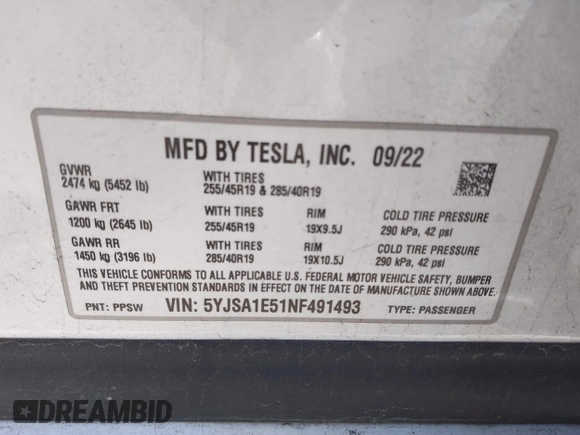 MFD BY TESLA, INC. 09/22
GVWR
2474 kg (5452 lb)
WITH TIRES
255/45R19 & 285/40R19
GAWR FRT
1200 kg (2645 lb)
WITH TIRES
255/45R19
RIM
19X9.5J
COLD TIRE PRESSURE
290 kPa, 42 psi
GAWR RR
1450 kg (3196 lb)
WITH TIRES
285/40R19
RIM
19X10.5J
COLD TIRE PRESSURE
290 kPa, 42 psi
THIS VEHICLE CONFORMS TO ALL APPLICABLE U.S. FEDERAL MOTOR VEHICLE SAFETY, BUMPER
AND THEFT PREVENTION STANDARDS IN EFFECT ON THE DATE OF MANUFACTURE SHOWN ABOVE.
PNT: PPSW VIN: 5YJSA1E51NF491493 TYPE: PASSENGER
DREAMBID